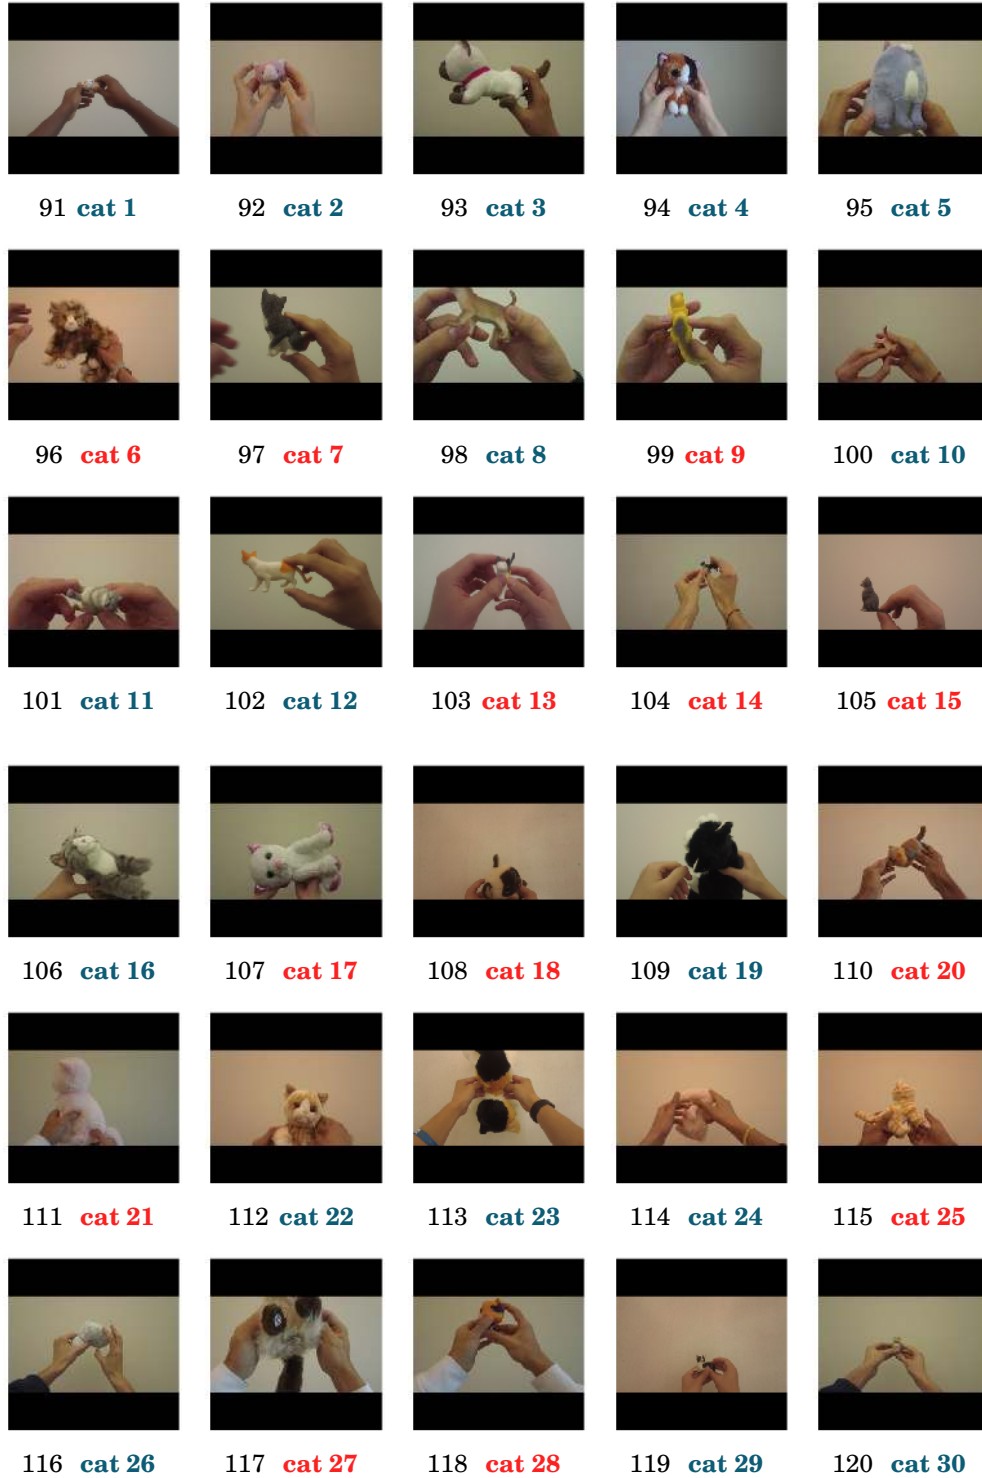 91 cat 1 92 cat 2 93 cat 3 94 cat 4 95 cat 5
96 cat 6 97 cat 7 98 cat 8 99 cat 9 100 cat 10
101 cat 11 102 cat 12 103 cat 13 104 cat 14 105 cat 15
106 cat 16 107 cat 17 108 cat 18 109 cat 19 110 cat 20
111 cat 21 112 cat 22 113 cat 23 114 cat 24 115 cat 25
116 cat 26 117 cat 27 118 cat 28 119 cat 29 120 cat 30